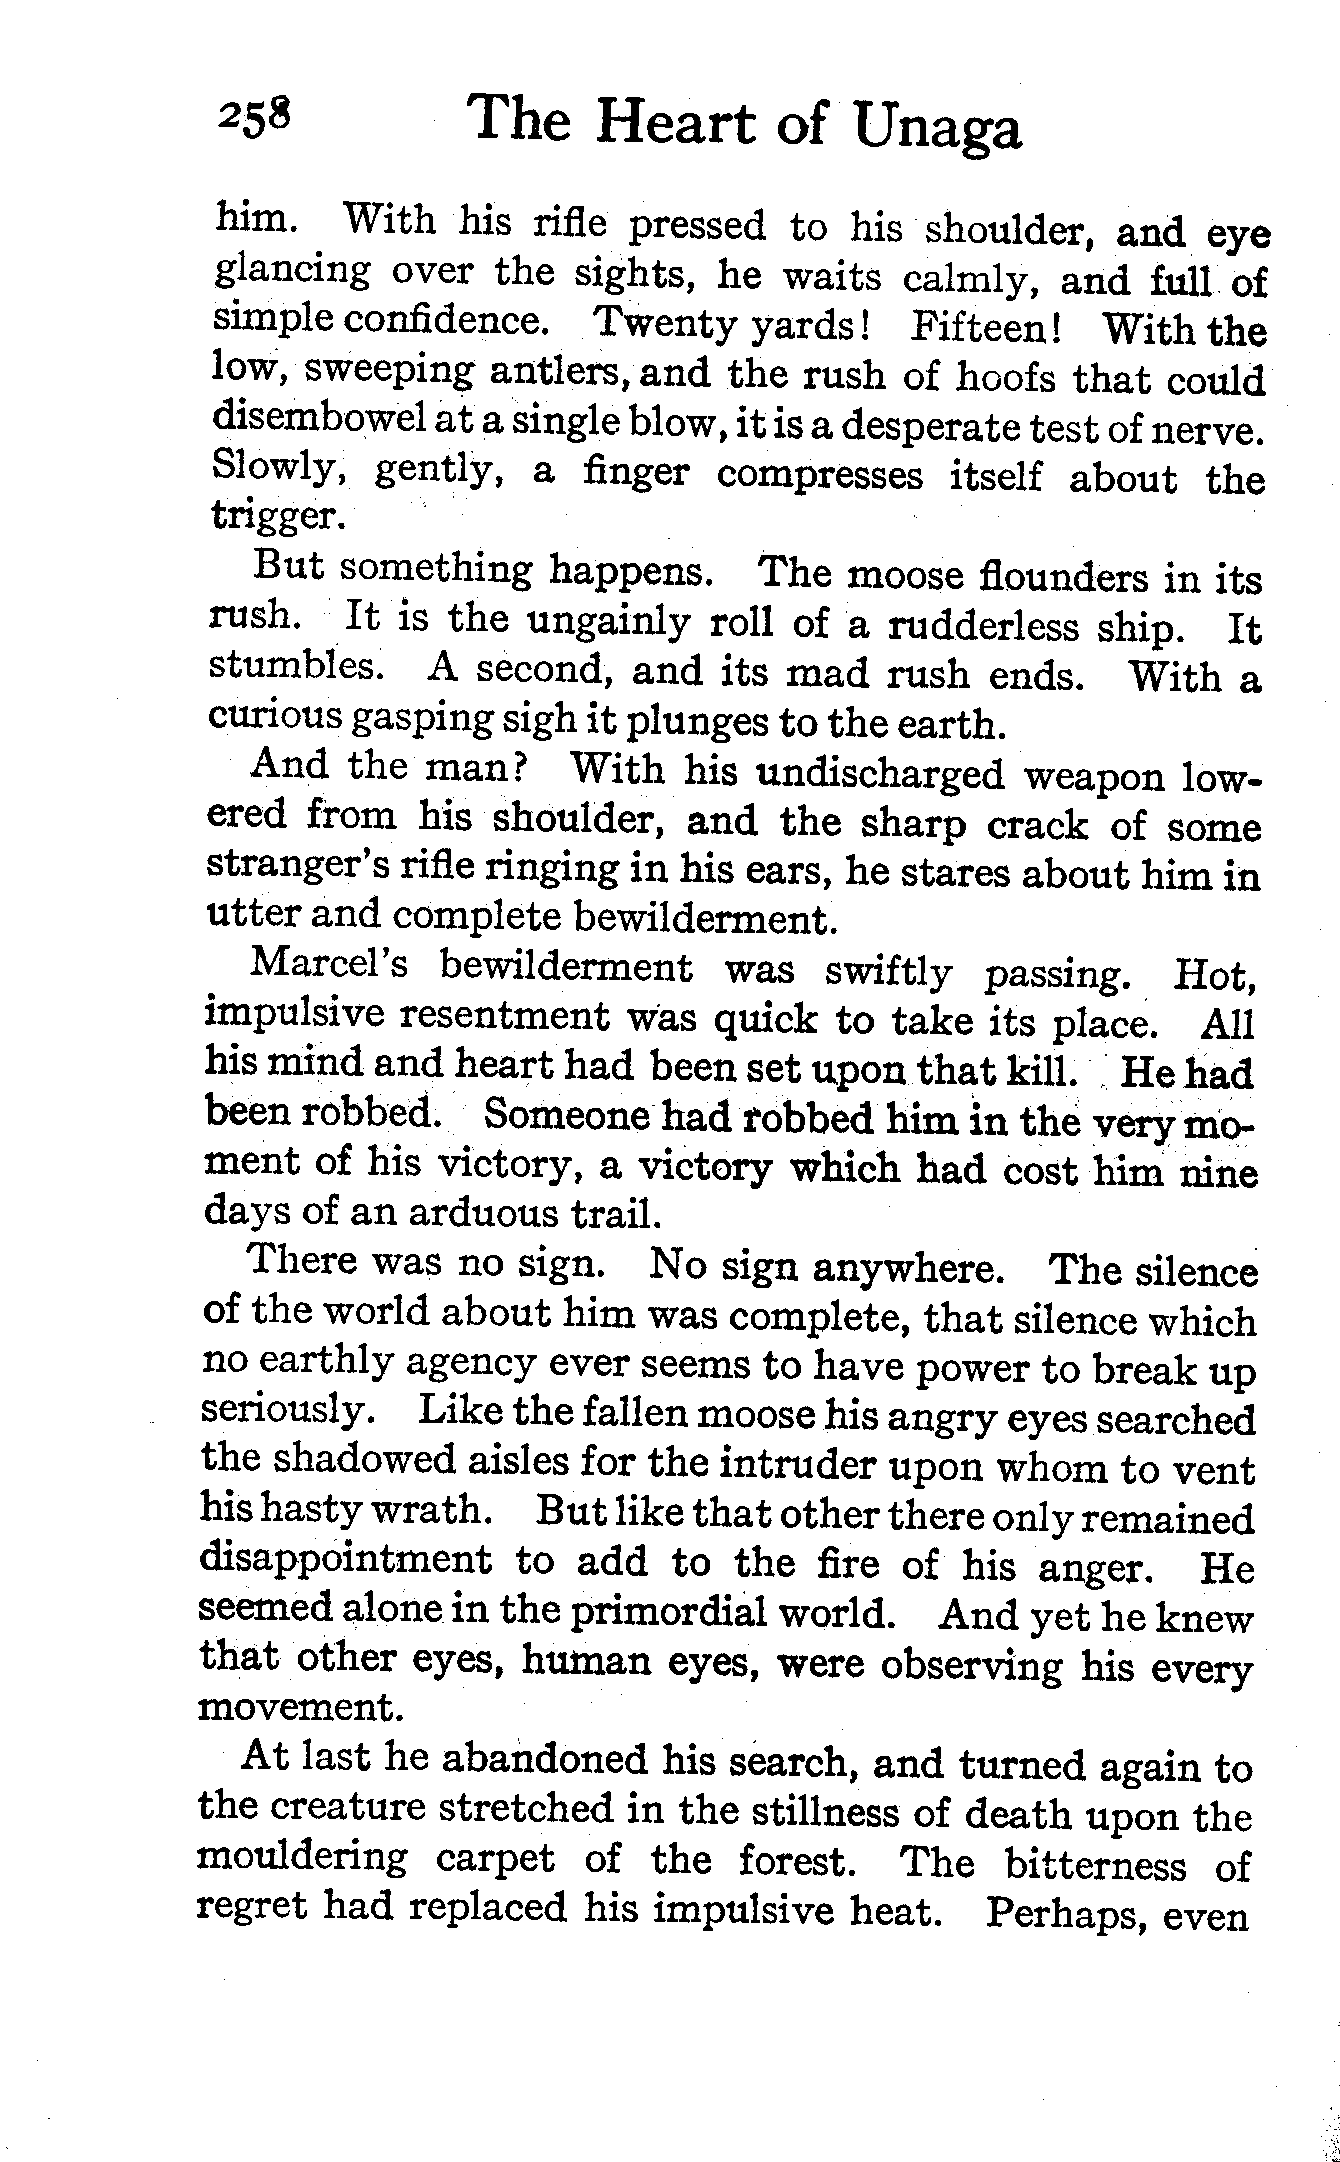 258 The Heart of Unaga
him. With his rifle pressed to his shoulder, and eye
glancing over the sights, he waits calmly, and full of
simple confidence. Twenty yards! Fifteen! With the
low, sweeping antlers, and the rush of hoofs that could
disembowel at a single blow, it is a desperate test of nerve.
Slowly, gently, a finger compresses itself about the
trigger.
But something happens. The moose flounders in its
rush. It is the ungainly roll of a rudderless ship. It
stumbles. A second, and its mad rush ends. With a
curious gasping sigh it plunges to the earth.
And the man? With his undischarged weapon low-
ered from his shoulder, and the sharp crack of some
stranger's rifle ringing in his ears, he stares about him in
utter and complete bewilderment.
Marcel's bewilderment was swiftly passing. Hot,
impulsive resentment was quick to take its place. All
his mind and heart had been set upon that kill. He had
been robbed. Someone had robbed him in the very mo-
ment of his victory, a victory which had cost him nine
days of an arduous trail.
There was no sign. No sign anywhere. The silence
of the world about him was complete, that silence which
no earthly agency ever seems to have power to break up
seriously. Like the fallen moose his angry eyes searched
the shadowed aisles for the intruder upon whom to vent
his hasty wrath. But like that other there only remained
disappointment to add to the fire of his anger. He
seemed alone in the primordial world. And yet he knew
that other eyes, human eyes, were observing his every
movement.
At last he abandoned his search, and turned again to
the creature stretched in the stillness of death upon the
mouldering carpet of the forest. The bitterness of
regret had replaced his impulsive heat. Perhaps, even